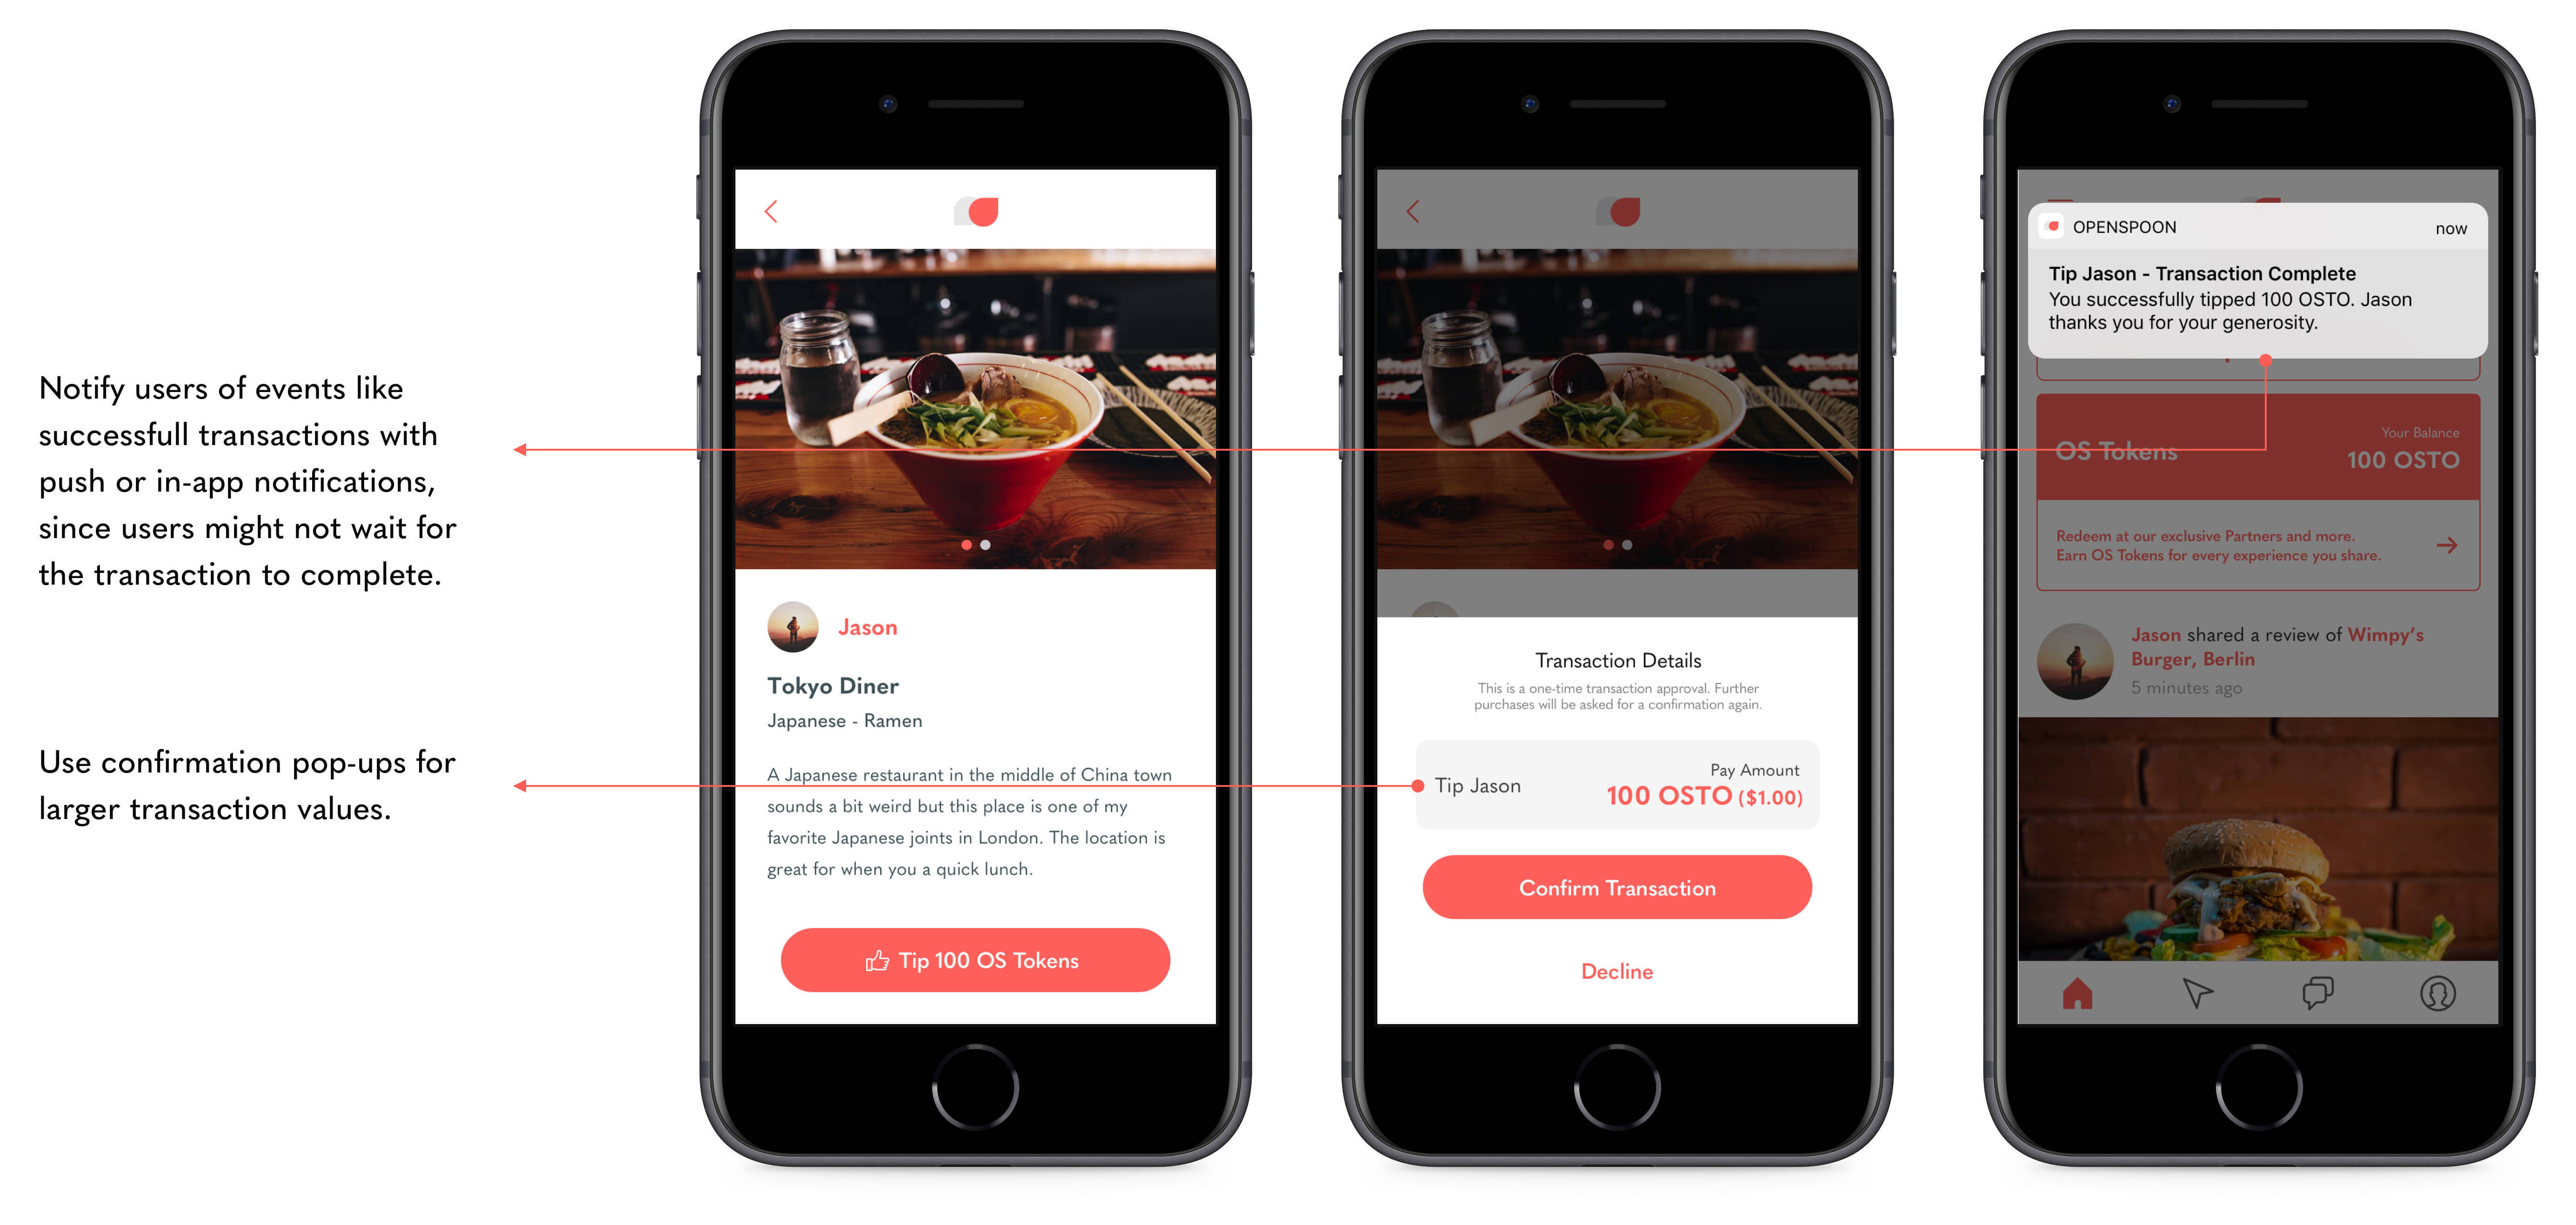 Notify users of events like
successfull transactions with
push or in-app notifications,
since users might not wait for
the transaction to complete.
Use confirmation pop-ups for
larger transaction values.
Jason
Tokyo Diner
Japanese - Ramen
A Japanese restaurant in the middle of China town
sounds a bit weird but this place is one of my
favorite Japanese joints in London. The location is
great for when you a quick lunch.
Tip 100 OS Tokens
Transaction Details
This is a one-time transaction approval. Further
purchases will be asked for a confirmation again.
Tip Jason
Pay Amount
100 OSTO ($1.00)
Confirm Transaction
Decline
OPENSPOON
now
Tip Jason - Transaction Complete
You successfully tipped 100 OSTO. Jason
thanks you for your generosity.
OS Tokens
Your Balance
100 OSTO
Redeem at our exclusive Partners and more.
Earn OS Tokens for every experience you share.
Jason shared a review of Wimpy's
Burger, Berlin
5 minutes ago